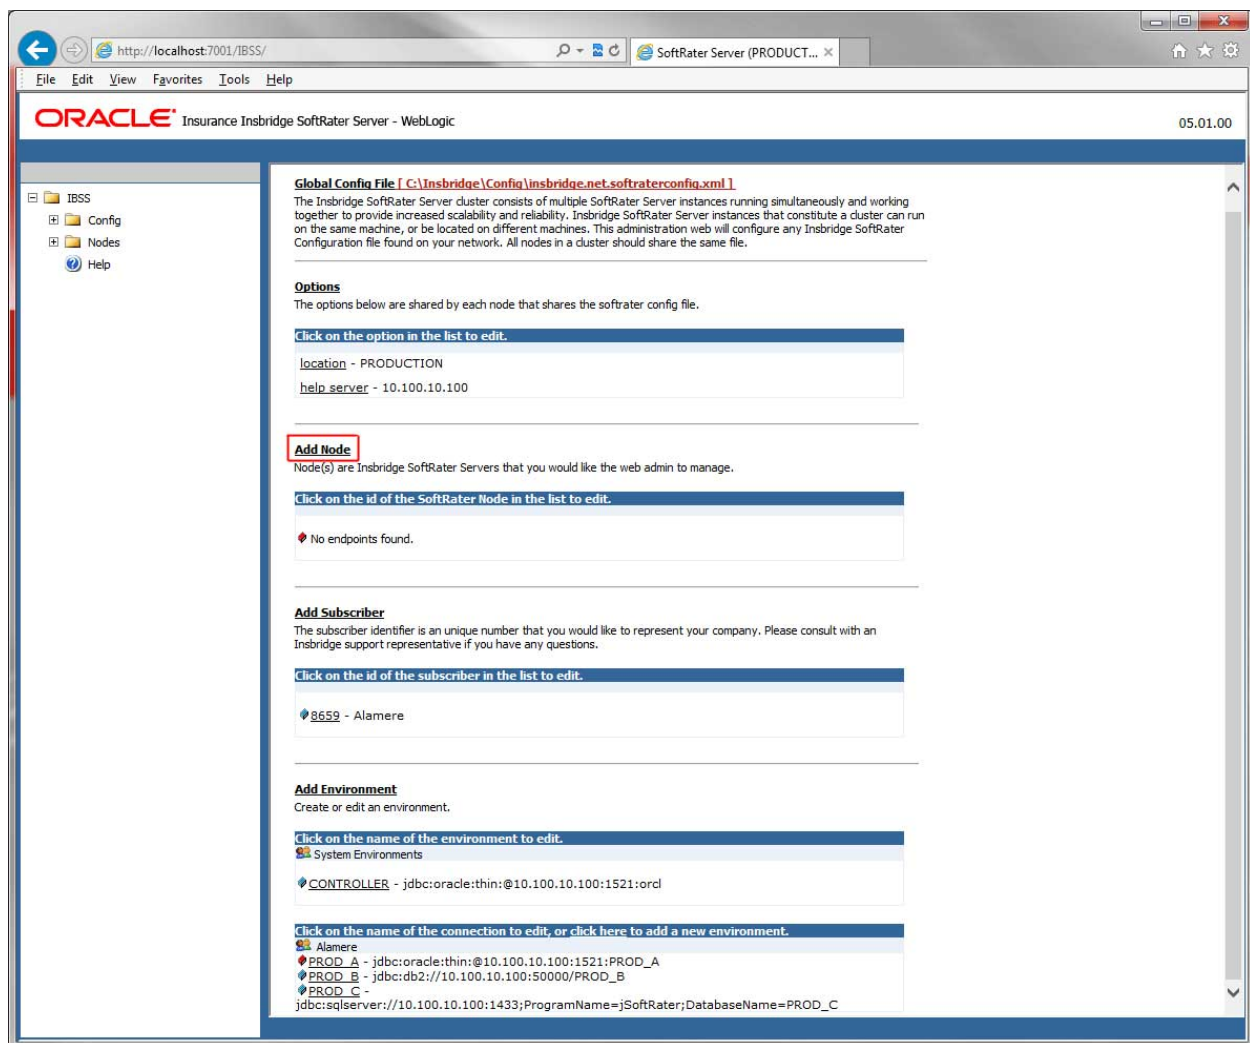 http://localhost:7001/IBSS/
SoftRater Server (PRODUCT...
File Edit View Favorites Tools Help
ORACLE Insurance Insbridge SoftRater Server - WebLogic
05.01.00
IBSS
Config
Nodes
Help
Global Config File [ C:\Insbridge\Config\insbridge.net.softraterconfig.xml ]
The Insbridge SoftRater Server cluster consists of multiple SoftRater Server instances running simultaneously and working
together to provide increased scalability and reliability. Insbridge SoftRater Server instances that constitute a cluster can run
on the same machine, or be located on different machines. This administration web will configure any Insbridge SoftRater
Configuration file found on your network. All nodes in a cluster should share the same file.
Options
The options below are shared by each node that shares the softrater config file.
Click on the option in the list to edit.
location - PRODUCTION
help server - 10.100.10.100
Add Node
Node(s) are Insbridge SoftRater Servers that you would like the web admin to manage.
Click on the id of the SoftRater Node in the list to edit.
No endpoints found.
Add Subscriber
The subscriber identifier is an unique number that you would like to represent your company. Please consult with an
Insbridge support representative if you have any questions.
Click on the id of the subscriber in the list to edit.
8659 - Alamere
Add Environment
Create or edit an environment.
Click on the name of the environment to edit.
System Environments
CONTROLLER - jdbc:oracle:thin:@10.100.10.100:1521:orcl
Click on the name of the connection to edit, or click here to add a new environment.
Alamere
PROD_A - jdbc:oracle:thin:@10.100.10.100:1521:PROD_A
PROD_B - jdbc:db2://10.100.10.100:50000/PROD_B
PROD_C -
jdbc:sqlserver://10.100.10.100:1433;ProgramName=jSoftRater;DatabaseName=PROD_C